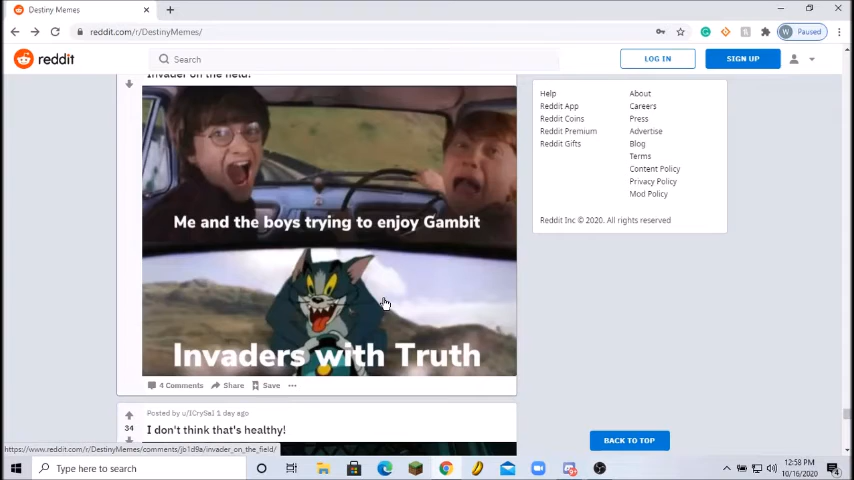 Destiny Memes
reddit.com/r/DestinyMemes/
W Paused
reddit
Search
LOG IN
SIGN UP
Invader on the field!
Me and the boys trying to enjoy Gambit
Invaders with Truth
4 Comments Share Save
Posted by u/ICrySaI 1 day ago
34
I don't think that's healthy!
Help About
Reddit App Careers
Reddit Coins Press
Reddit Premium Advertise
Reddit Gifts Blog
Terms
Content Policy
Privacy Policy
Mod Policy
Reddit Inc © 2020. All rights reserved
BACK TO TOP
https://www.reddit.com/r/DestinyMemes/comments/jb1d9a/invader_on_the_field/
Type here to search
12:58 PM
10/16/2020
4